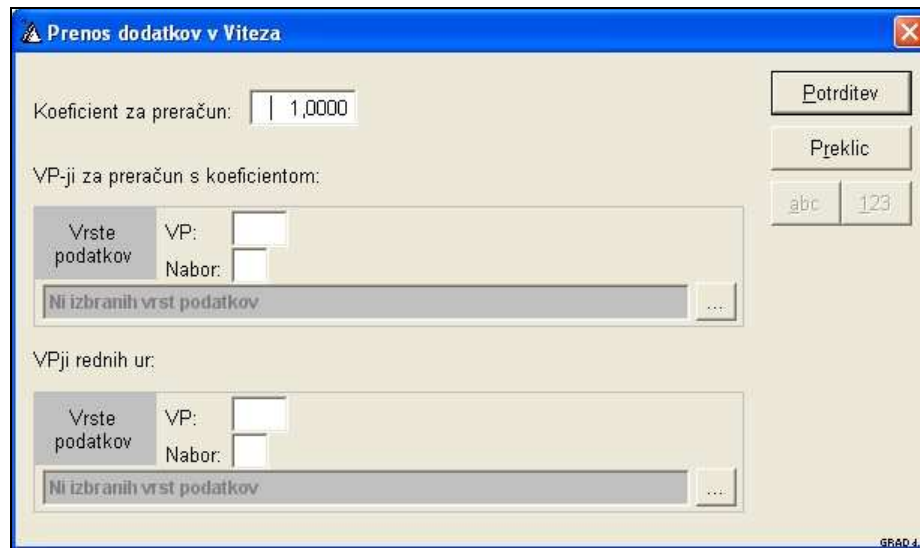 Prenos dodatkov v Viteza
Koeficient za preračun: 1,0000
Potrditev
Preklic
abc 123
VP-ji za preračun s koeficientom:
Vrste podatkov
VP:
Nabor:
Ni izbranih vrst podatkov ...
VPji rednih ur:
Vrste podatkov
VP:
Nabor:
Ni izbranih vrst podatkov ...